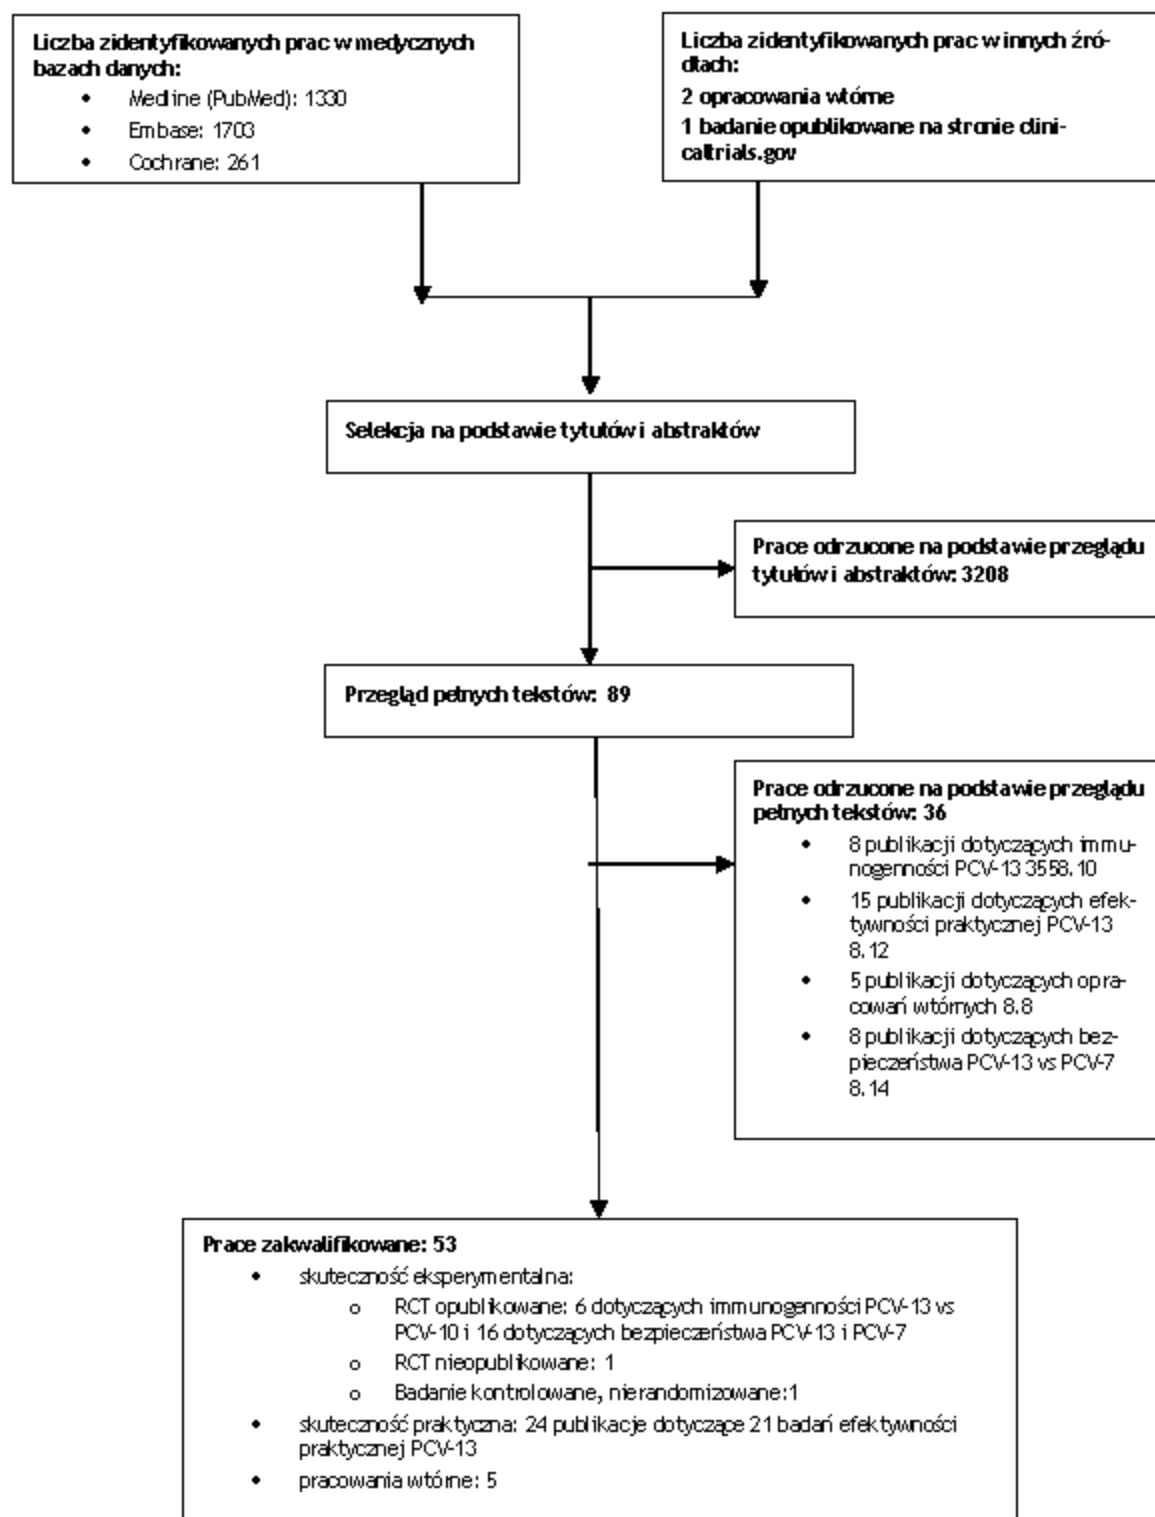 Liczba zidentyfikowanych prac w medycznych
bazach danych:
• Medline (PubMed): 1330
• Embase: 1703
• Cochrane: 261
Liczba zidentyfikowanych prac w innych źró-
dłach:
2 opracowania wtórne
1 badanie opublikowane na stronie clini-
caltrials.gov
Selekcja na podstawie tytułów i abstraktów
Prace odrzucone na podstawie przeglądu
tytułów i abstraktów: 3208
Przegląd pełnych tekstów: 89
Prace odrzucone na podstawie przeglądu
pełnych tekstów: 36
• 8 publikacji dotyczących immu-
nogenności PCV-13 3558.10
• 15 publikacji dotyczących efek-
tywności praktycznej PCV-13
8.12
• 5 publikacji dotyczących opra-
cowań wtórnych 8.8
• 8 publikacji dotyczących bez-
pieczeństwa PCV-13 vs PCV-7
8.14
Prace zakwalifikowane: 53
• skuteczność eksperymentalna:
o RCT opublikowane: 6 dotyczących immunogenności PCV-13 vs
PCV-10 i 16 dotyczących bezpieczeństwa PCV-13 i PCV-7
o RCT nieopublikowane: 1
o Badanie kontrolowane, nierandomizowane:1
• skuteczność praktyczna: 24 publikacje dotyczące 21 badań efektywności
praktycznej PCV-13
• pracowania wtórne: 5